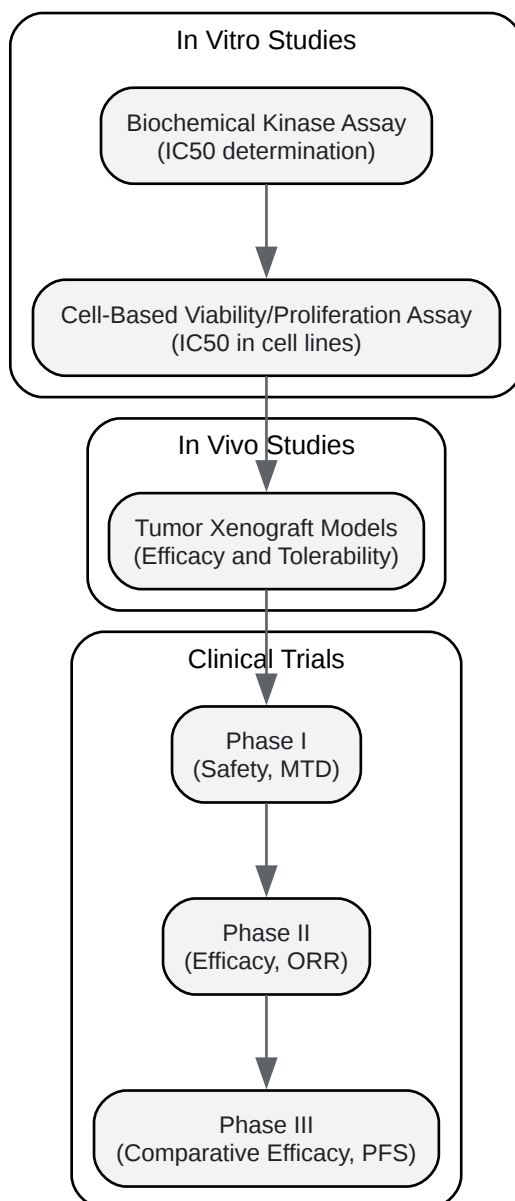 In Vitro Studies
Biochemical Kinase Assay
(IC50 determination)
Cell-Based Viability/Proliferation Assay
(IC50 in cell lines)
In Vivo Studies
Tumor Xenograft Models
(Efficacy and Tolerability)
Clinical Trials
Phase I
(Safety, MTD)
Phase II
(Efficacy, ORR)
Phase III
(Comparative Efficacy, PFS)